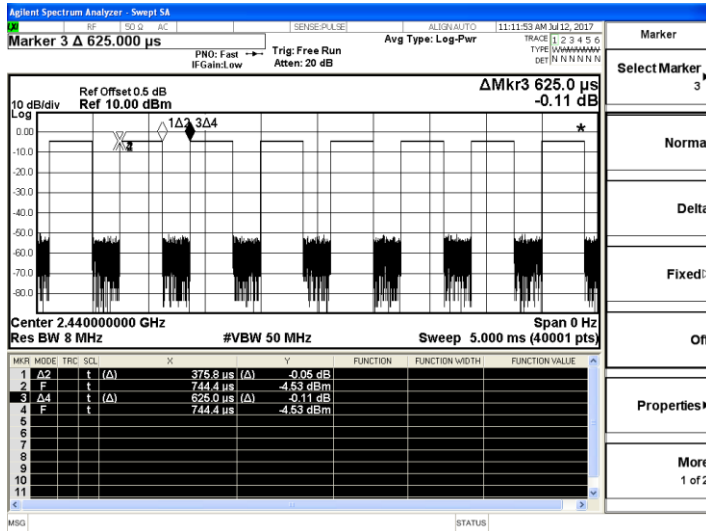 Agilent Spectrum Analyzer - Swept SA
LXI RF 50 Ω AC SENSE:PULSE ALIGNAUTO 11:11:53 AM Jul 12, 2017
Marker 3 Δ 625.000 μs
PNO: Fast
IFGain:Low
Trig: Free Run
Atten: 20 dB
Avg Type: Log-Pwr
TRACE 1 2 3 4 5 6
TYPE WWWWWW
DET N N N N N N
Marker
Select Marker
3
Norma
Delta
Fixed
Off
Properties
More
1 of 2
Ref Offset 0.5 dB
10 dB/div Ref 10.00 dBm
ΔMkr3 625.0 μs
-0.11 dB
Log
1Δ2 3Δ4
*
0.00
-10.0
-20.0
-30.0
-40.0
-50.0
-60.0
-70.0
-80.0
Center 2.440000000 GHz Span 0 Hz
Res BW 8 MHz #VBW 50 MHz Sweep 5.000 ms (40001 pts)
MKR MODE TRC SCL X Y FUNCTION FUNCTION WIDTH FUNCTION VALUE
1 Δ2 t (Δ) 375.8 μs (Δ) -0.05 dB
2 F t 744.4 μs -4.53 dBm
3 Δ4 t (Δ) 625.0 μs (Δ) -0.11 dB
4 F t 744.4 μs -4.53 dBm
5
6
7
8
9
10
11
MSG STATUS